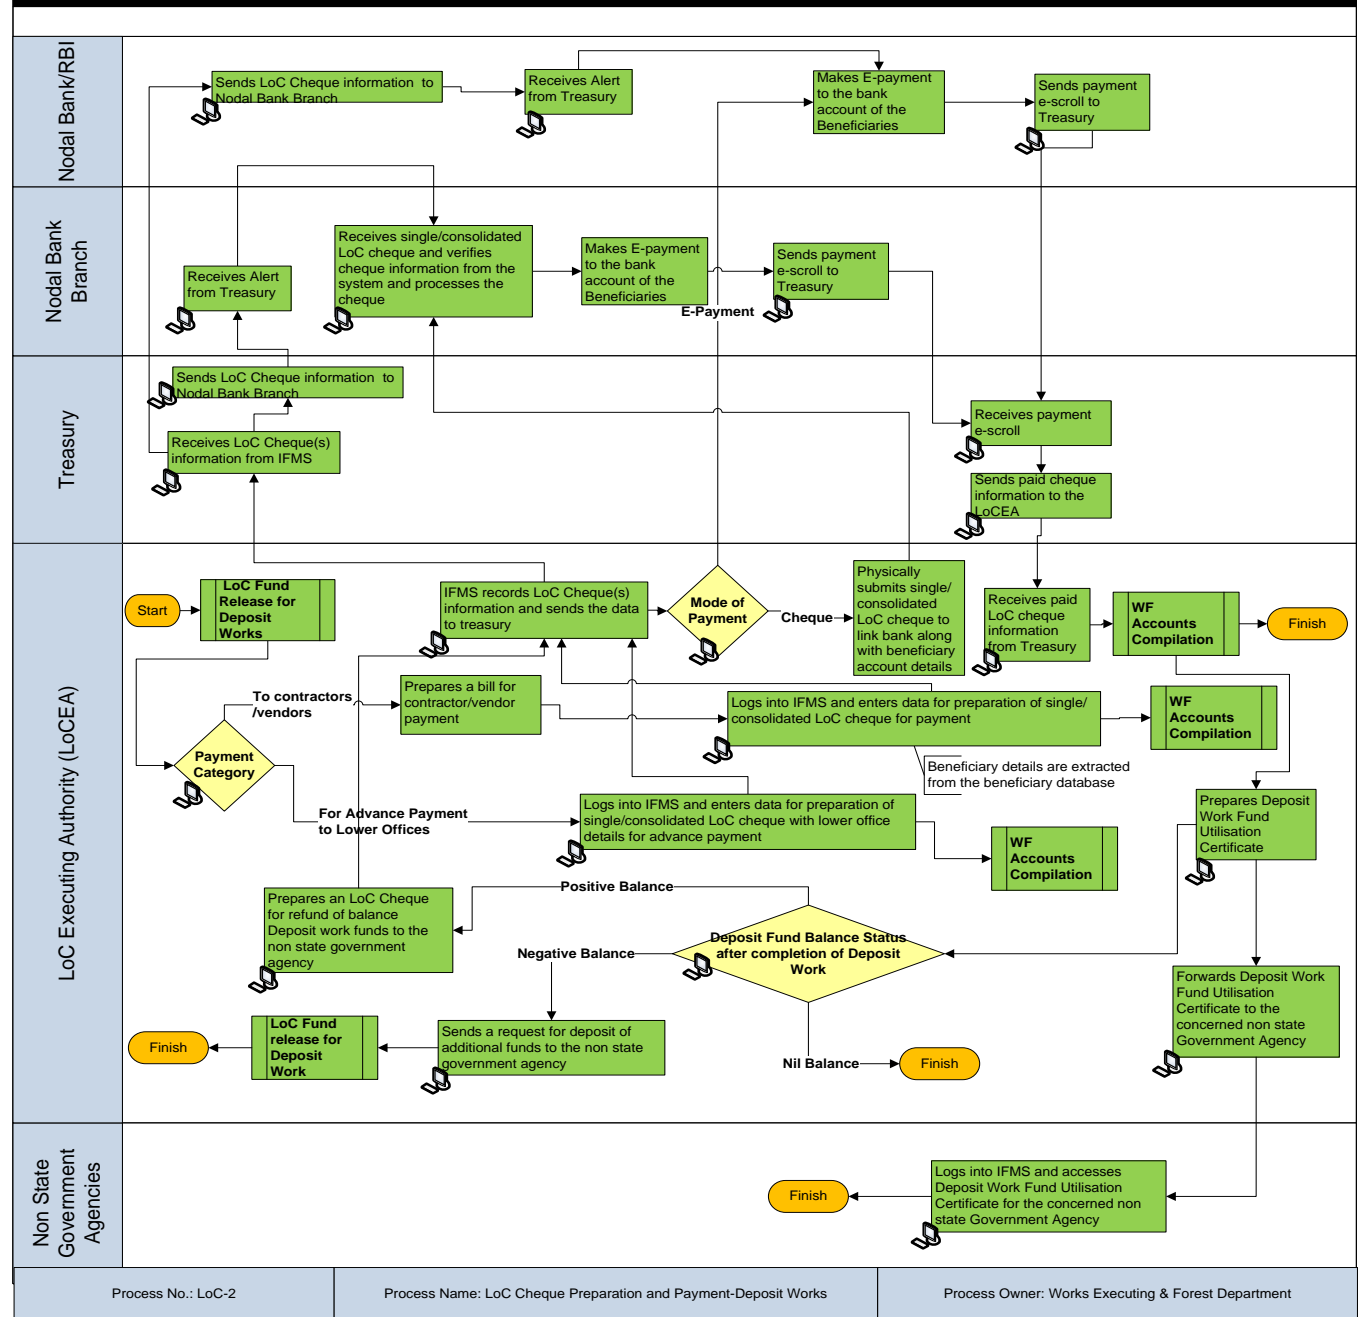 Nodal Bank/RBI
Sends LoC Cheque information  to
Nodal Bank Branch
Receives Alert
from Treasury
Makes E-payment
to the bank
account of the
Beneficiaries
Sends payment
e-scroll to
Treasury
Nodal Bank
Branch
Receives Alert
from Treasury
Receives single/consolidated
LoC cheque and verifies
cheque information from the
system and processes the
cheque
Makes E-payment
to the bank
account of the
Beneficiaries
E-Payment
Sends payment
e-scroll to
Treasury
Treasury
Sends LoC Cheque information  to
Nodal Bank Branch
Receives LoC Cheque(s)
information from IFMS
Receives payment
e-scroll
Sends paid cheque
information to the
LoCEA
LoC Executing Authority (LoCEA)
Start
LoC Fund
Release for
Deposit
Works
IFMS records LoC Cheque(s)
information and sends the data
to treasury
Mode of
Payment
Cheque
Physically
submits single/
consolidated
LoC cheque to
link bank along
with beneficiary
account details
Receives paid
LoC cheque
information
from Treasury
WF
Accounts
Compilation
Finish
To contractors
/vendors
Prepares a bill for
contractor/vendor
payment
Logs into IFMS and enters data for preparation of single/
consolidated LoC cheque for payment
WF
Accounts
Compilation
Payment
Category
Beneficiary details are extracted
from the beneficiary database
For Advance Payment
to Lower Offices
Logs into IFMS and enters data for preparation of
single/consolidated LoC cheque with lower office
details for advance payment
WF
Accounts
Compilation
Prepares Deposit
Work Fund
Utilisation
Certificate
Positive Balance
Prepares an LoC Cheque
for refund of balance
Deposit work funds to the
non state government
agency
Negative Balance
Deposit Fund Balance Status
after completion of Deposit
Work
Forwards Deposit Work
Fund Utilisation
Certificate to the
concerned non state
Government Agency
Finish
LoC Fund
release for
Deposit
Work
Sends a request for deposit of
additional funds to the non state
government agency
Nil Balance
Finish
Non State
Government
Agencies
Finish
Logs into IFMS and accesses
Deposit Work Fund Utilisation
Certificate for the concerned non
state Government Agency
Process No.: LoC-2
Process Name: LoC Cheque Preparation and Payment-Deposit Works
Process Owner: Works Executing & Forest Department